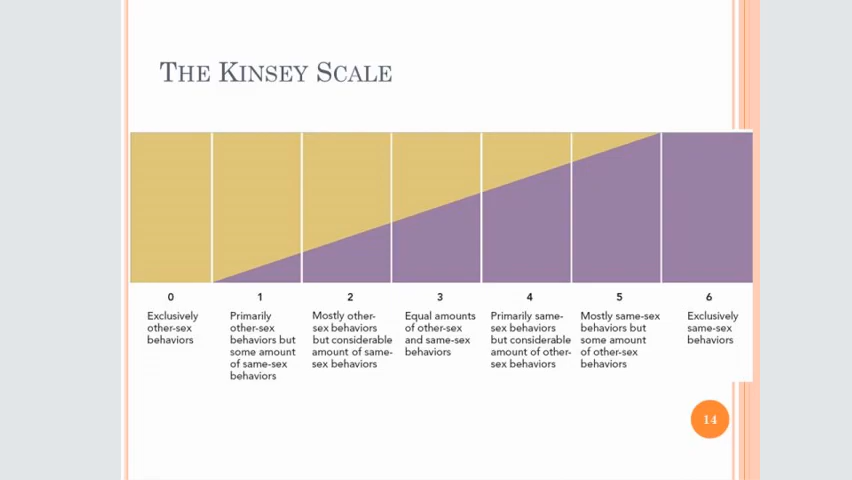 THE KINSEY SCALE
0
Exclusively
other-sex
behaviors
1
Primarily
other-sex
behaviors but
some amount
of same-sex
behaviors
2
Mostly other-
sex behaviors
but considerable
amount of same-
sex behaviors
3
Equal amounts
of other-sex
and same-sex
behaviors
4
Primarily same-
sex behaviors
but considerable
amount of other-
sex behaviors
5
Mostly same-sex
behaviors but
some amount
of other-sex
behaviors
6
Exclusively
same-sex
behaviors
14